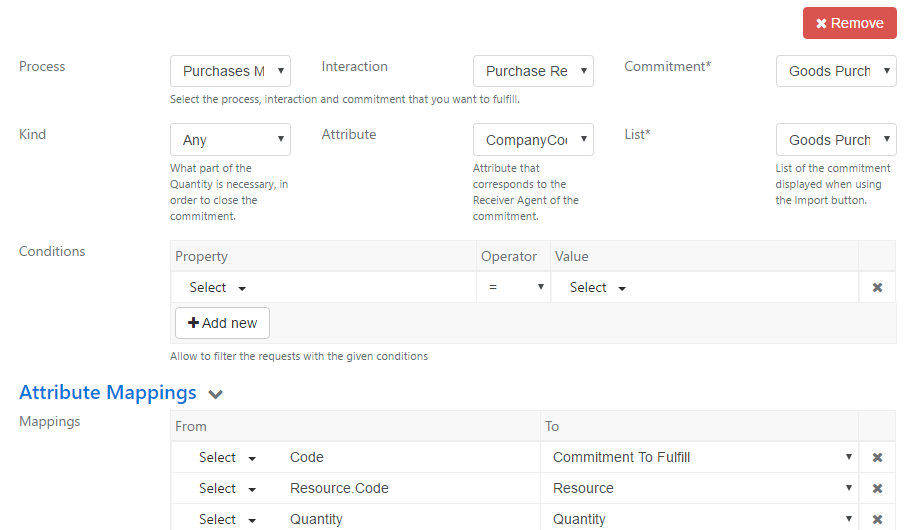 Remove
Process Purchases M Interaction Purchase Re Commitment* Goods Purch
Select the process, interaction and commitment that you want to fulfill.
Kind Any Attribute CompanyCo List* Goods Purch
What part of the
Quantity is necessary, in
order to close the
commitment.
Attribute that
corresponds to the
Receiver Agent of the
commitment.
List of the commitment
displayed when using
the Import button.
Conditions
Property Operator Value
Select = Select
Add new
Allow to filter the requests with the given conditions
Attribute Mappings
Mappings
From To
Select Code Commitment To Fulfill
Select Resource.Code Resource
Select Quantity Quantity